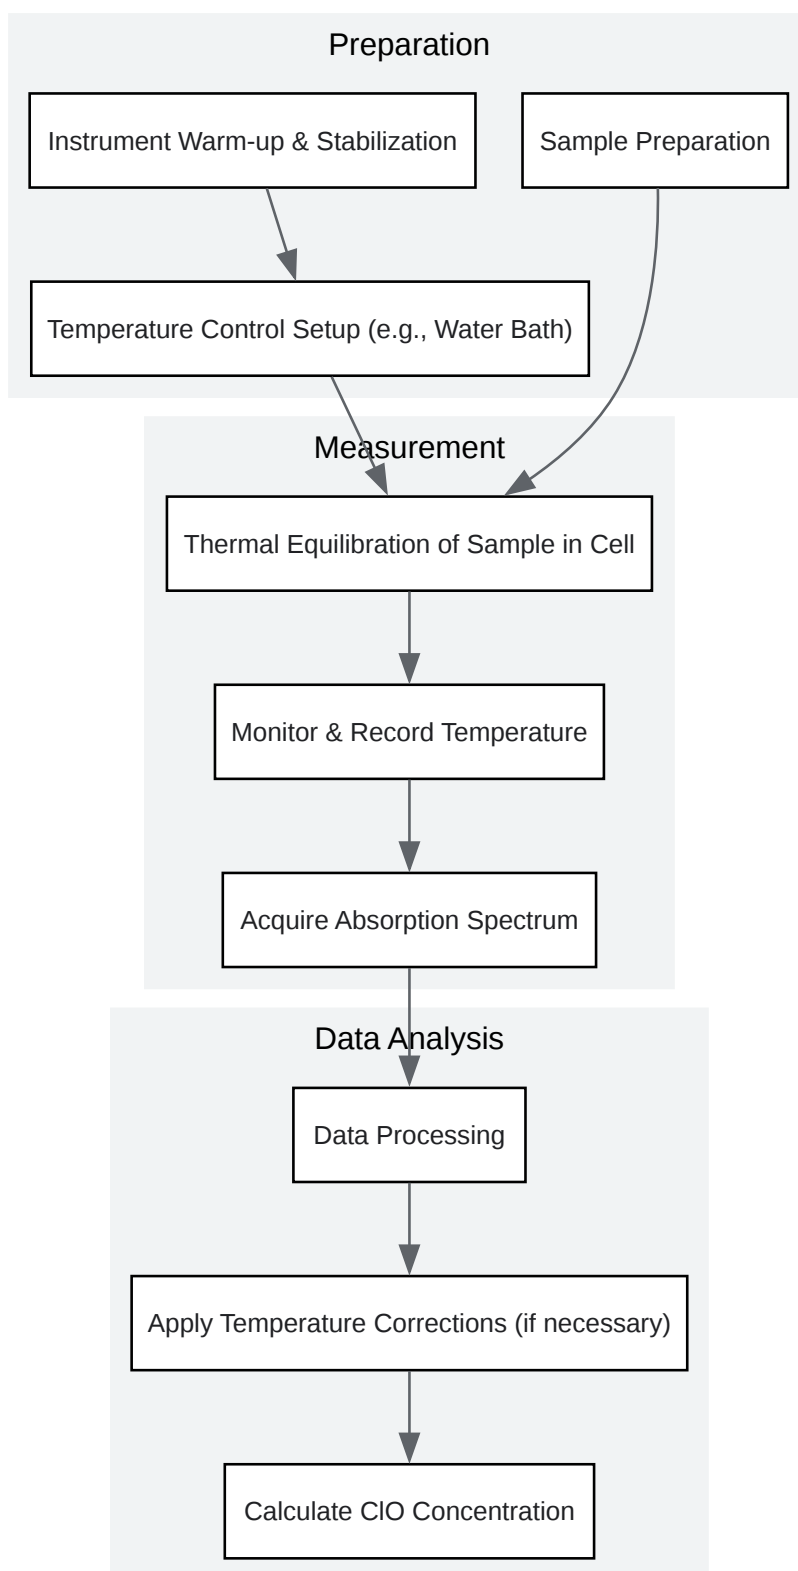 Preparation
Instrument Warm-up & Stabilization
Sample Preparation
Temperature Control Setup (e.g., Water Bath)
Measurement
Thermal Equilibration of Sample in Cell
Monitor & Record Temperature
Acquire Absorption Spectrum
Data Analysis
Data Processing
Apply Temperature Corrections (if necessary)
Calculate ClO Concentration